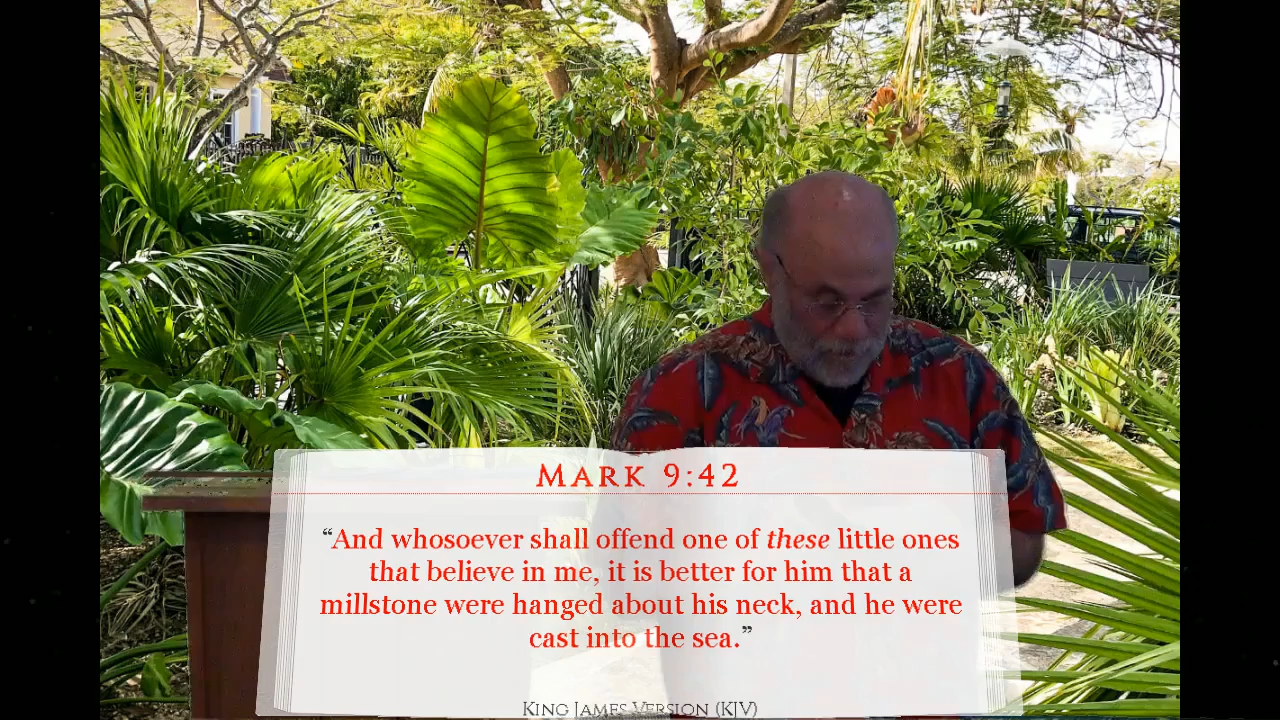 Mark 9:42
“And whosoever shall offend one of these little ones
that believe in me, it is better for him that a
millstone were hanged about his neck, and he were
cast into the sea.”
King James Version (KJV)